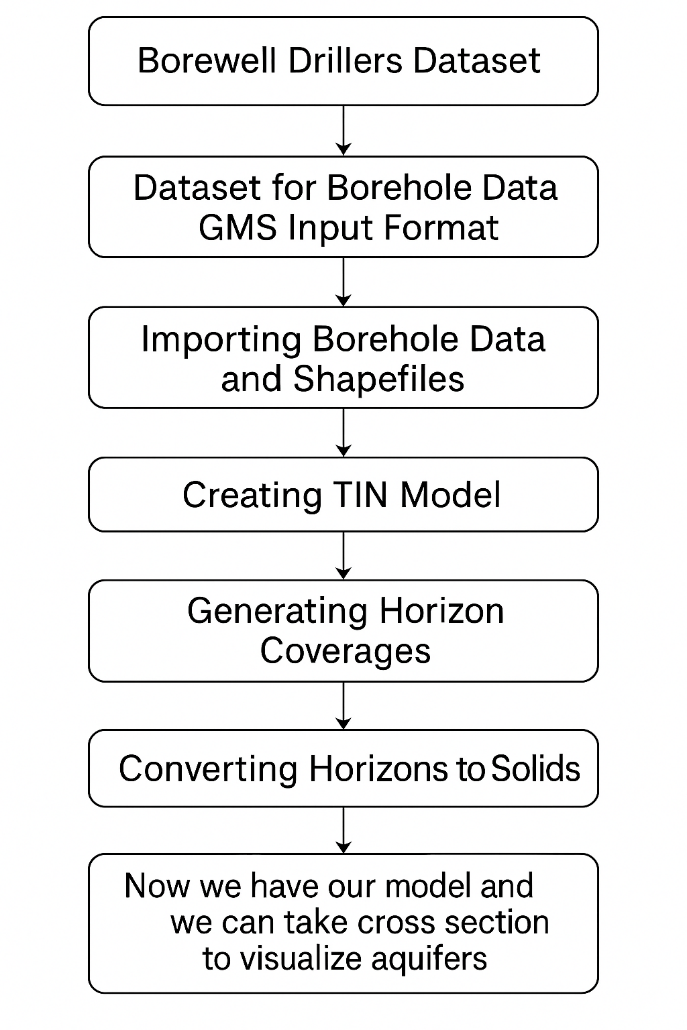 Borewell Drillers Dataset
Dataset for Borehole Data
GMS Input Format
Importing Borehole Data
and Shapefiles
Creating TIN Model
Generating Horizon
Coverages
Converting Horizons to Solids
Now we have our model and
we can take cross section
to visualize aquifers